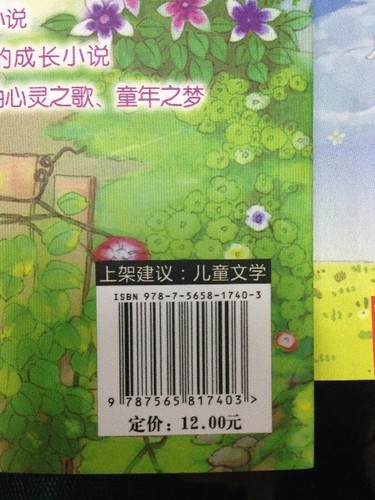 小说
的成长小说
心灵之歌、童年之梦
上架建议：儿童文学
ISBN 978-7-5658-1740-3
9 787565 817403 >
定价：12.00元